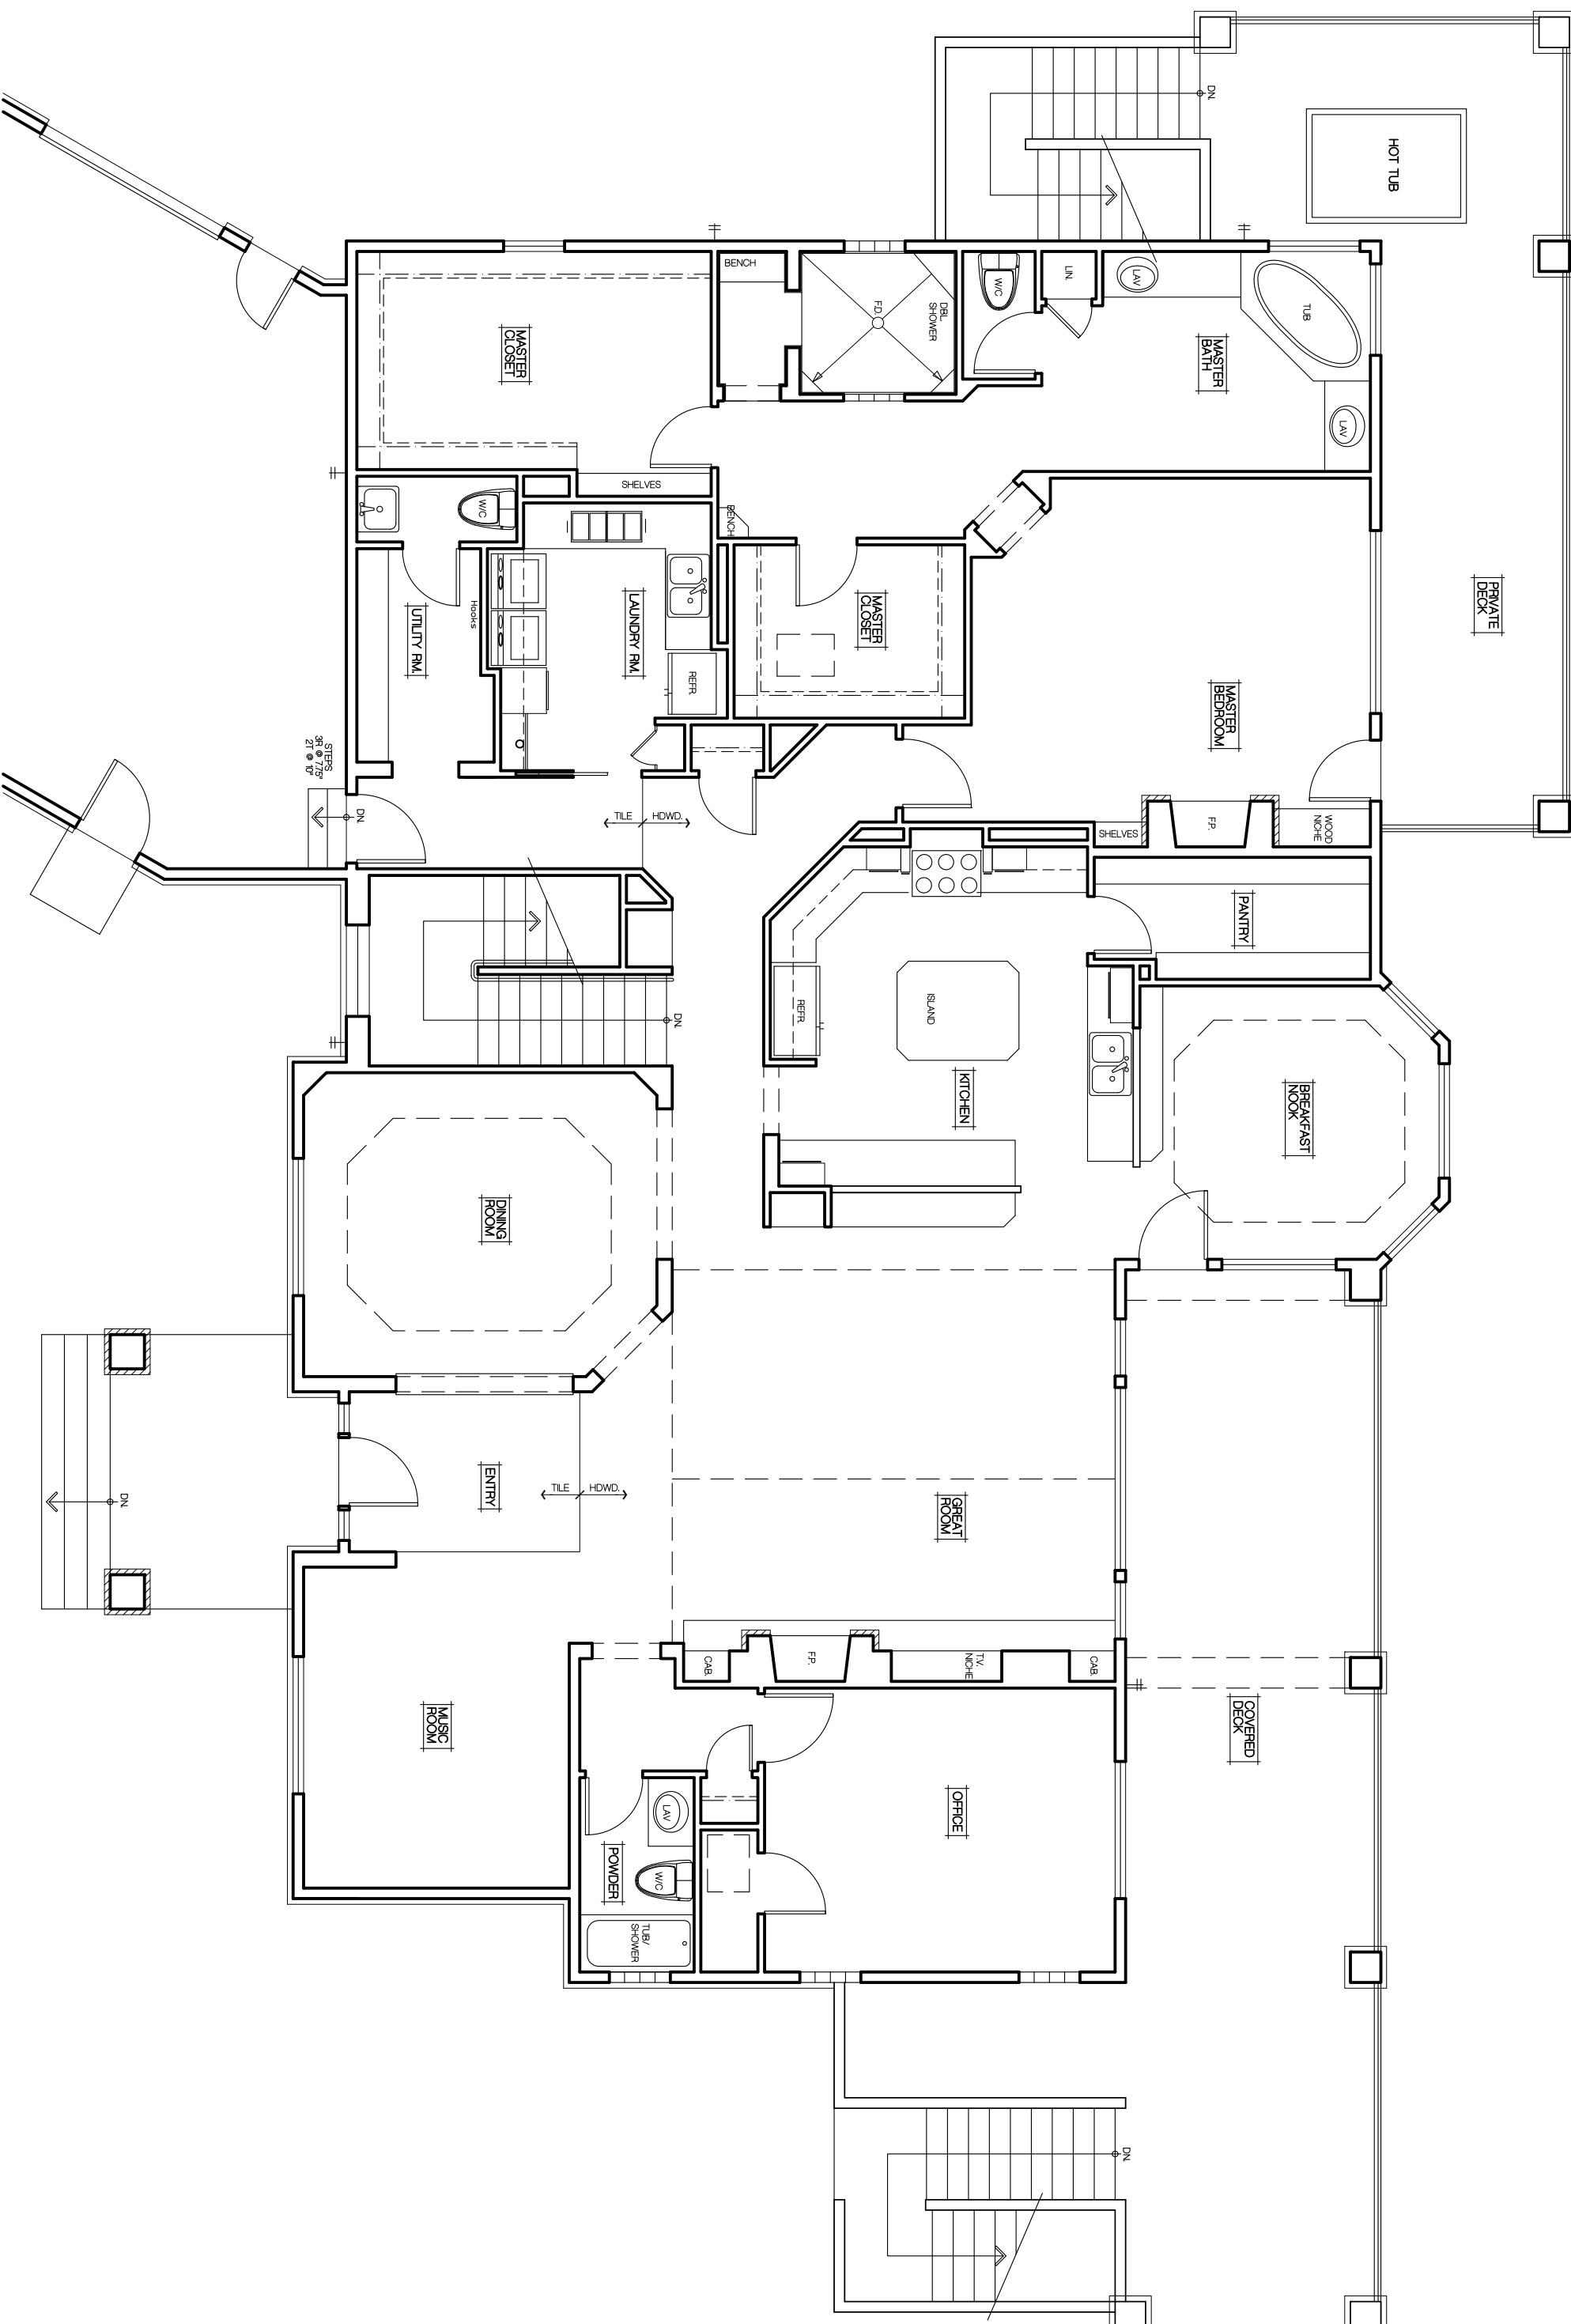 HOT TUB
DN.
PRIVATE
DECK
TUB
LAV
MASTER
BATH
LAV
LIN.
W/C
DBL.
SHOWER
F.D.
BENCH
MASTER
CLOSET
SHELVES
BENCH
W/C
MASTER
CLOSET
MASTER
BEDROOM
LAUNDRY RM.
REFR.
Hooks
UTILITY RM.
STEPS
3R @ 7.75"
2T @ 10"
DN.
TILE
HDWD.
SHELVES
F.P.
WOOD
NICHE
PANTRY
ISLAND
REFR.
KITCHEN
BREAKFAST
NOOK
DN.
DINING
ROOM
ENTRY
TILE
HDWD.
DN.
GREAT
ROOM
CAB.
F.P.
T.V.
NICHE
CAB.
COVERED
DECK
MUSIC
ROOM
OFFICE
LAV
POWDER
W/C
TUB/
SHOWER
DN.